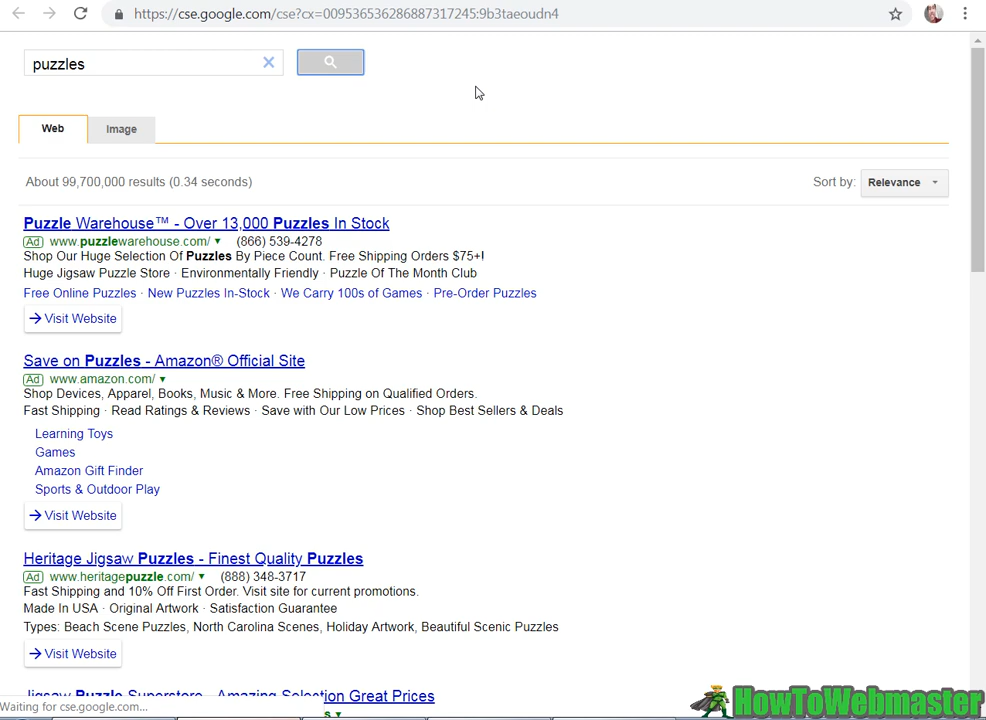 https://cse.google.com/cse?cx=009536536286887317245:9b3taeoudn4
puzzles
Web Image
About 99,700,000 results (0.34 seconds)
Sort by: Relevance
Puzzle Warehouse™ - Over 13,000 Puzzles In Stock
Ad www.puzzlewarehouse.com/ (866) 539-4278
Shop Our Huge Selection Of Puzzles By Piece Count. Free Shipping Orders $75+!
Huge Jigsaw Puzzle Store · Environmentally Friendly · Puzzle Of The Month Club
Free Online Puzzles · New Puzzles In-Stock · We Carry 100s of Games · Pre-Order Puzzles
Visit Website
Save on Puzzles - Amazon® Official Site
Ad www.amazon.com/
Shop Devices, Apparel, Books, Music & More. Free Shipping on Qualified Orders.
Fast Shipping · Read Ratings & Reviews · Save with Our Low Prices · Shop Best Sellers & Deals
Learning Toys
Games
Amazon Gift Finder
Sports & Outdoor Play
Visit Website
Heritage Jigsaw Puzzles - Finest Quality Puzzles
Ad www.heritagepuzzle.com/ (888) 348-3717
Fast Shipping and 10% Off First Order. Visit site for current promotions.
Made In USA · Original Artwork · Satisfaction Guarantee
Types: Beach Scene Puzzles, North Carolina Scenes, Holiday Artwork, Beautiful Scenic Puzzles
Visit Website
Jigsaw Puzzle Superstore - Amazing Selection Great Prices
Waiting for cse.google.com...
HowToWebmaster